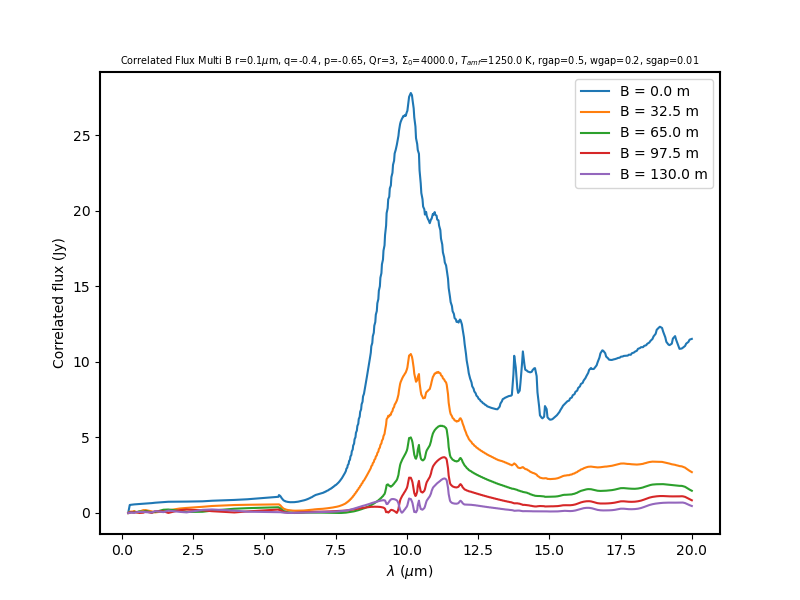 Correlated Flux Multi B r=0.1μm, q=-0.4, p=-0.65, Qr=3, Σ₀=4000.0, T_amf=1250.0 K, rgap=0.5, wgap=0.2, sgap=0.01
B = 0.0 m
B = 32.5 m
B = 65.0 m
B = 97.5 m
B = 130.0 m
Correlated flux (Jy)
25
20
15
10
5
0
0.0 2.5 5.0 7.5 10.0 12.5 15.0 17.5 20.0
λ (μm)